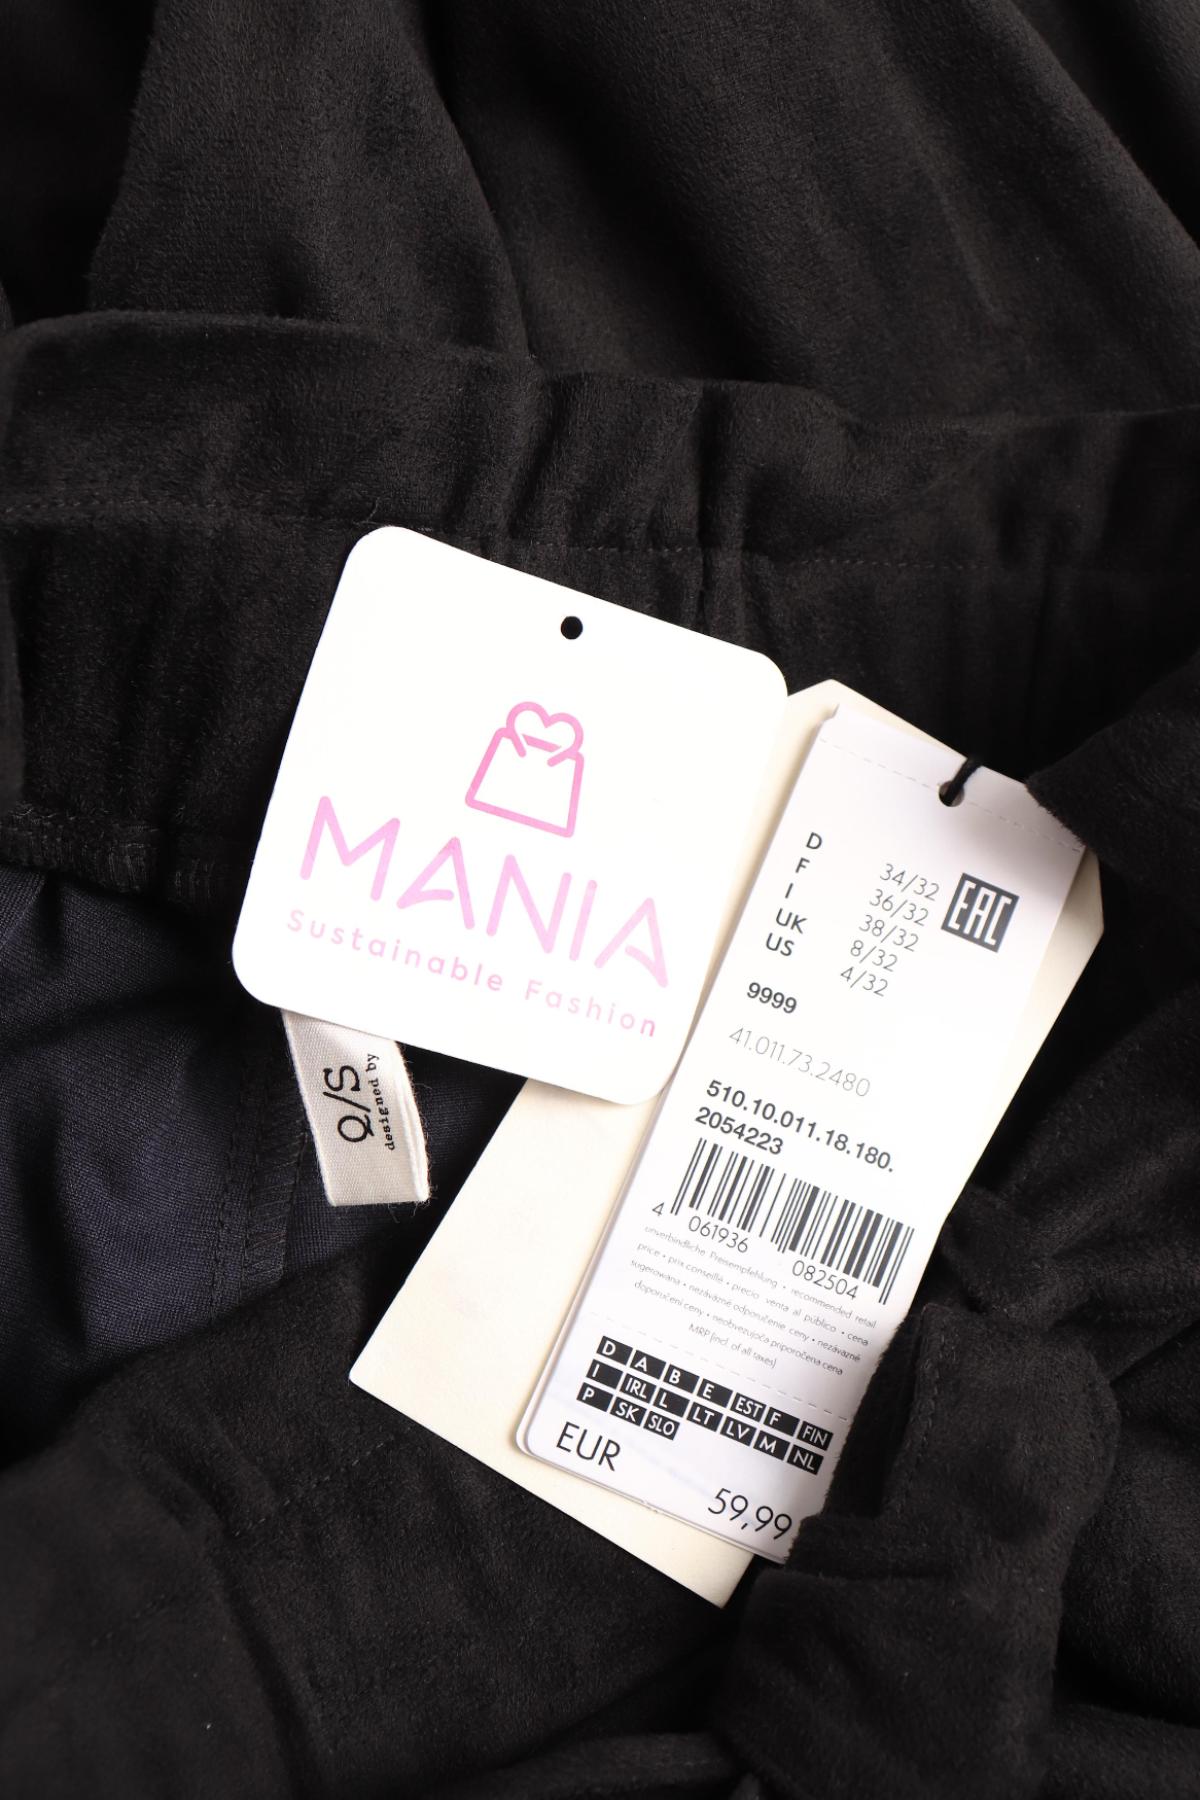 MANIA
Sustainable Fashion
Q/S
designed by
D 34/32
F 36/32
I 38/32
UK 8/32
US 4/32
EAC
9999
41.011.73.2480
510.10.011.18.180.
2054223
4 061936 082504
unverbindliche Preisempfehlung • recommended retail
price • prix conseillé • precio venta al público • cena
sugerowana • nezáväzné odporučenie ceny • nezávazné
doporučení ceny • neobvezujoča priporočena cena
MRP (incl. of all taxes)
D A B E EST F FIN
I IRL L LT LV M NL
P SK SLO
EUR
59,99